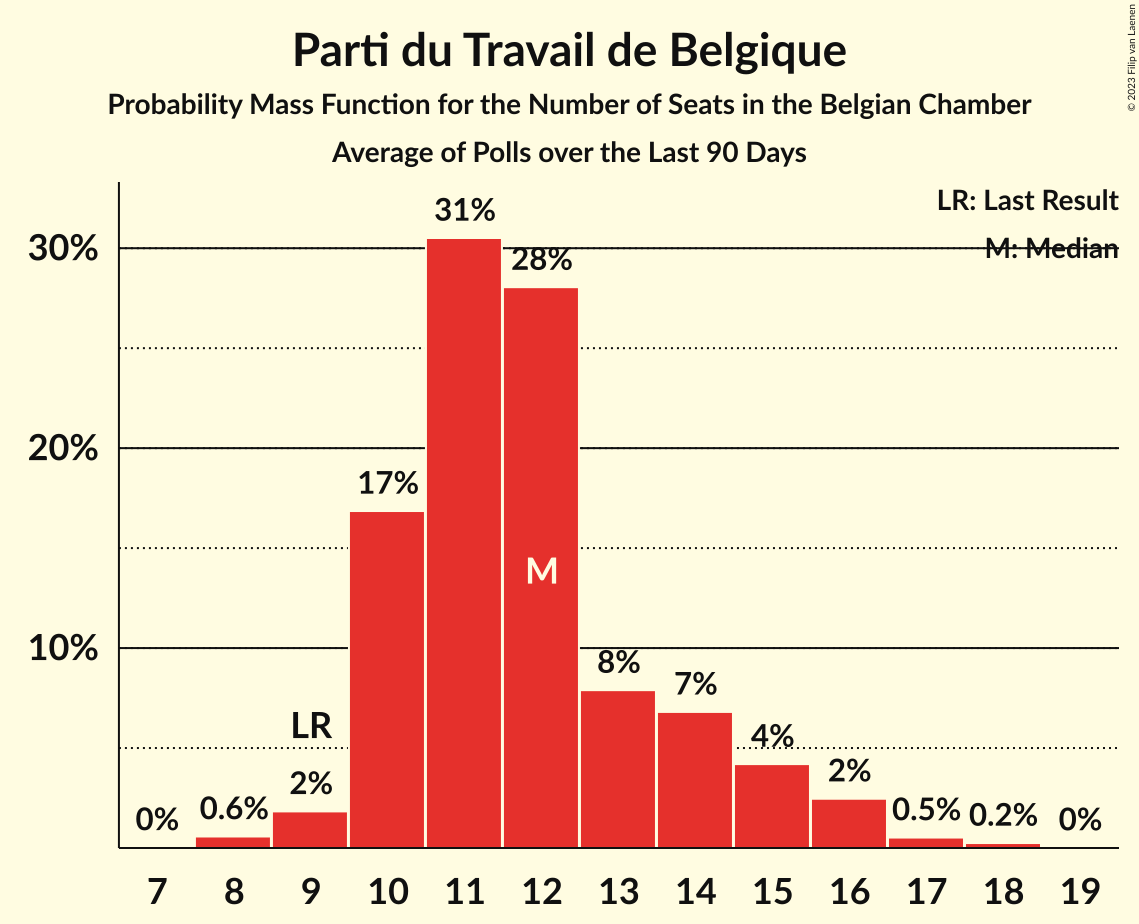 Parti du Travail de Belgique
Probability Mass Function for the Number of Seats in the Belgian Chamber
Average of Polls over the Last 90 Days
© 2023 Filip van Laenen
LR: Last Result
M: Median
30%
20%
10%
0%
0.6%
2%
LR
17%
31%
28%
M
8%
7%
4%
2%
0.5%
0.2%
0%
7 8 9 10 11 12 13 14 15 16 17 18 19